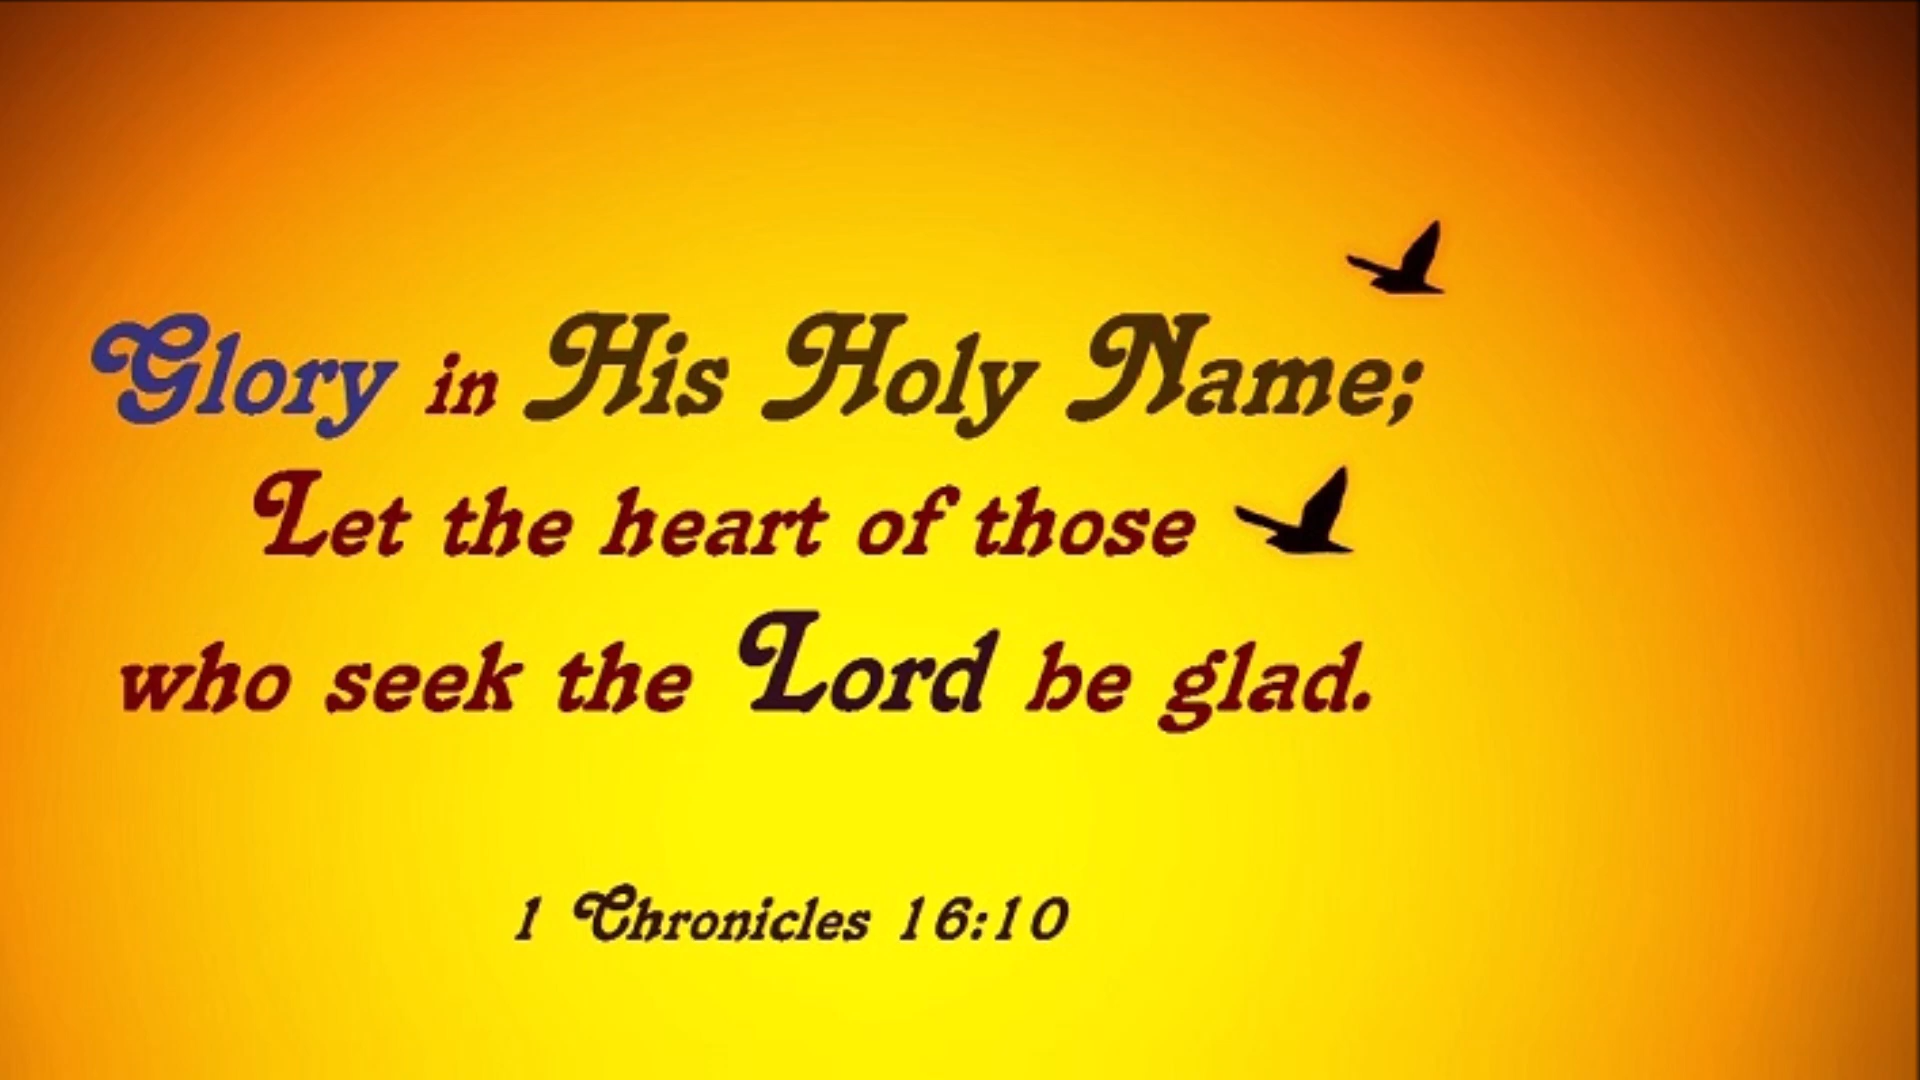 Glory in His Holy Name;
Let the heart of those
who seek the Lord be glad.
1 Chronicles 16:10